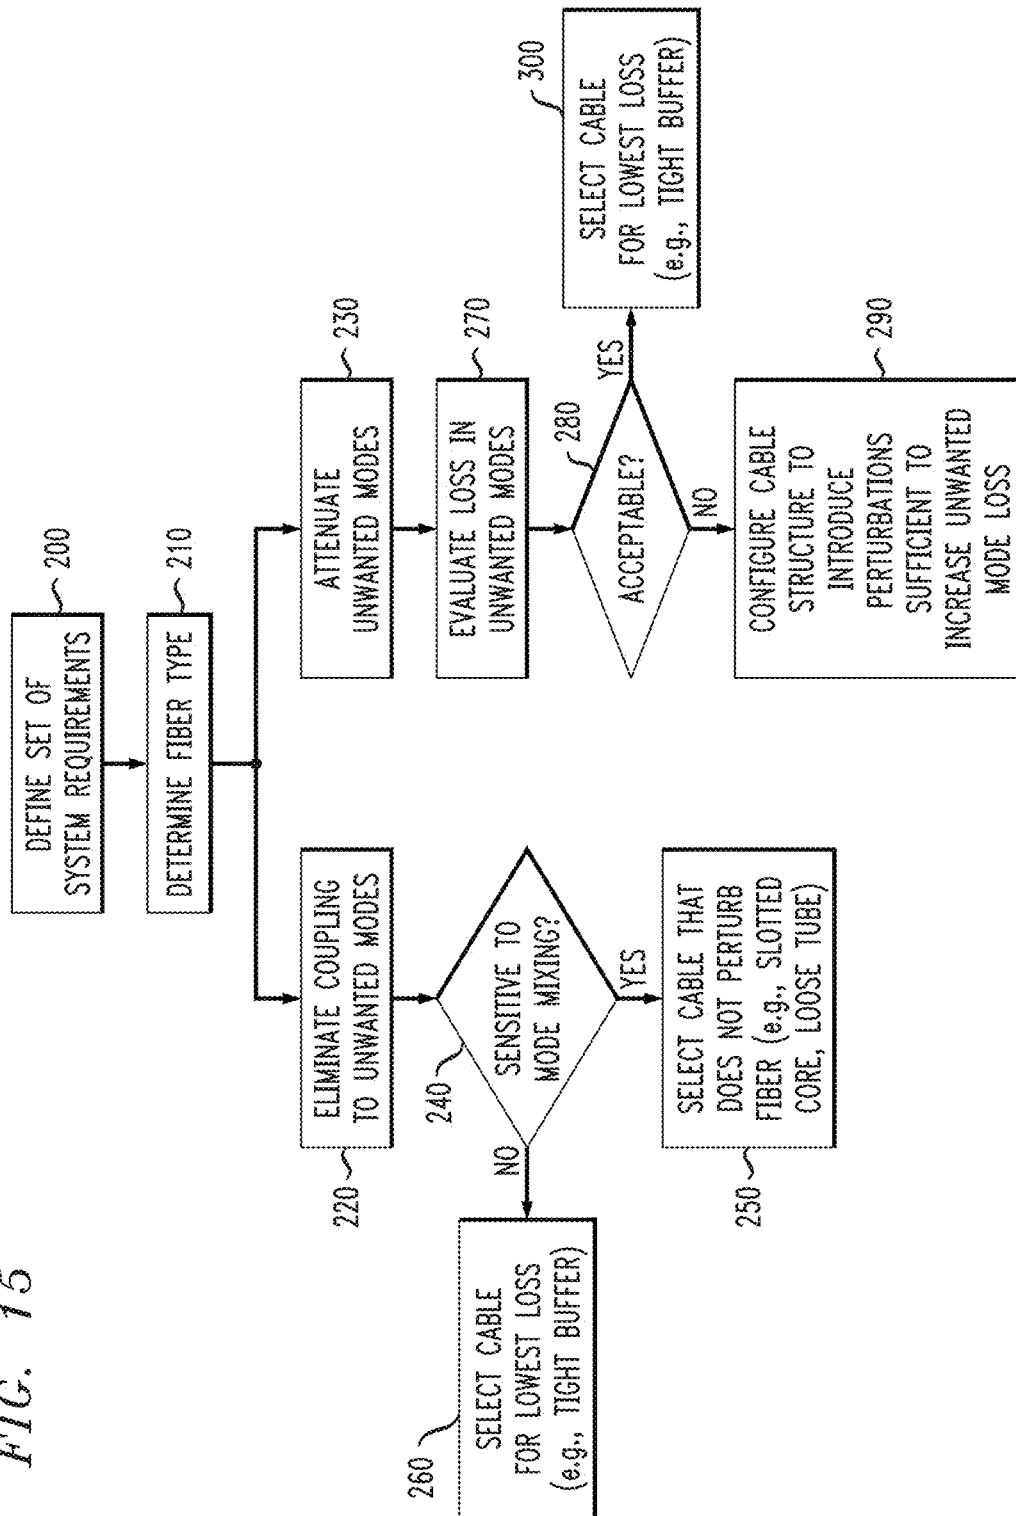 FIG. 15
200
DEFINE SET OF
SYSTEM REQUIREMENTS
210
DETERMINE FIBER TYPE
220
ELIMINATE COUPLING
TO UNWANTED MODES
240
SENSITIVE TO
MODE MIXING?
NO
YES
260
SELECT CABLE
FOR LOWEST LOSS
(e.g., TIGHT BUFFER)
250
SELECT CABLE THAT
DOES NOT PERTURB
FIBER (e.g., SLOTTED
CORE, LOOSE TUBE)
230
ATTENUATE
UNWANTED MODES
270
EVALUATE LOSS IN
UNWANTED MODES
280
ACCEPTABLE?
YES
NO
300
SELECT CABLE
FOR LOWEST LOSS
(e.g., TIGHT BUFFER)
290
CONFIGURE CABLE
STRUCTURE TO
INTRODUCE
PERTURBATIONS
SUFFICIENT TO
INCREASE UNWANTED
MODE LOSS